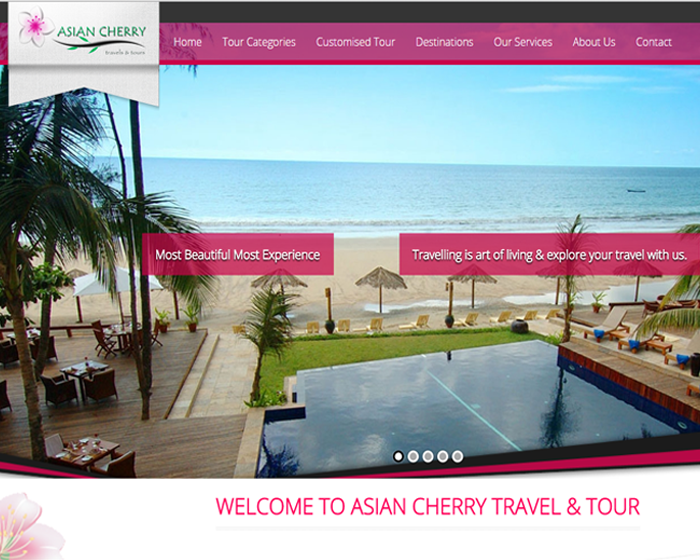 ASIAN CHERRY
travels & tours
Home Tour Categories Customised Tour Destinations Our Services About Us Contact
Most Beautiful Most Experience
Travelling is art of living & explore your travel with us.
WELCOME TO ASIAN CHERRY TRAVEL & TOUR